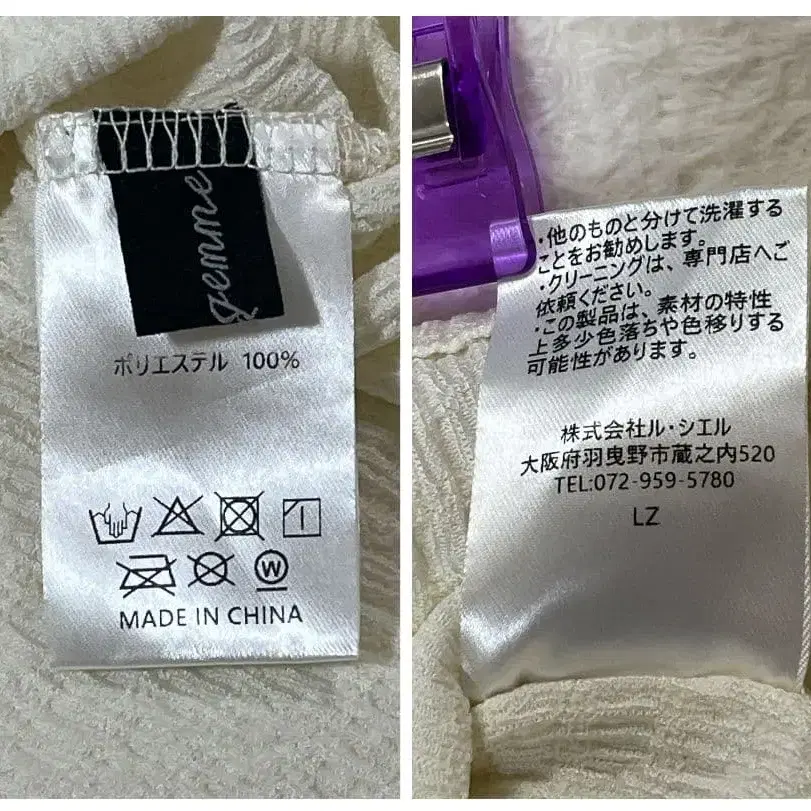 gemme
ポリエステル 100%
W
MADE IN CHINA
・他のものと分けて洗濯する
ことをお勧めします。
・クリーニングは、専門店へご
依頼ください。
・この製品は、素材の特性
上多少色落ちや色移りする
可能性があります。
株式会社ル・シエル
大阪府羽曳野市蔵之内520
TEL:072-959-5780
LZ